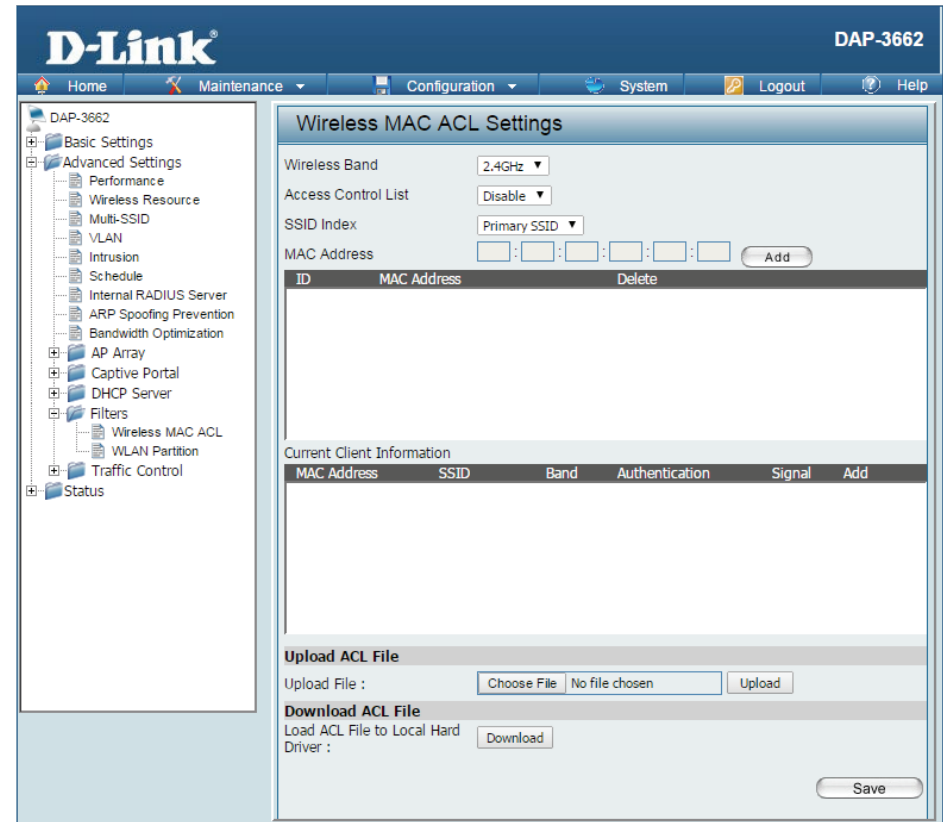 D-Link®
DAP-3662
Home Maintenance Configuration System Logout Help
DAP-3662
Basic Settings
Advanced Settings
Performance
Wireless Resource
Multi-SSID
VLAN
Intrusion
Schedule
Internal RADIUS Server
ARP Spoofing Prevention
Bandwidth Optimization
AP Array
Captive Portal
DHCP Server
Filters
Wireless MAC ACL
WLAN Partition
Traffic Control
Status
Wireless MAC ACL Settings
Wireless Band 2.4GHz
Access Control List Disable
SSID Index Primary SSID
MAC Address : : : : : Add
ID MAC Address Delete
Current Client Information
MAC Address SSID Band Authentication Signal Add
Upload ACL File
Upload File : Choose File No file chosen Upload
Download ACL File
Load ACL File to Local Hard
Driver : Download
Save